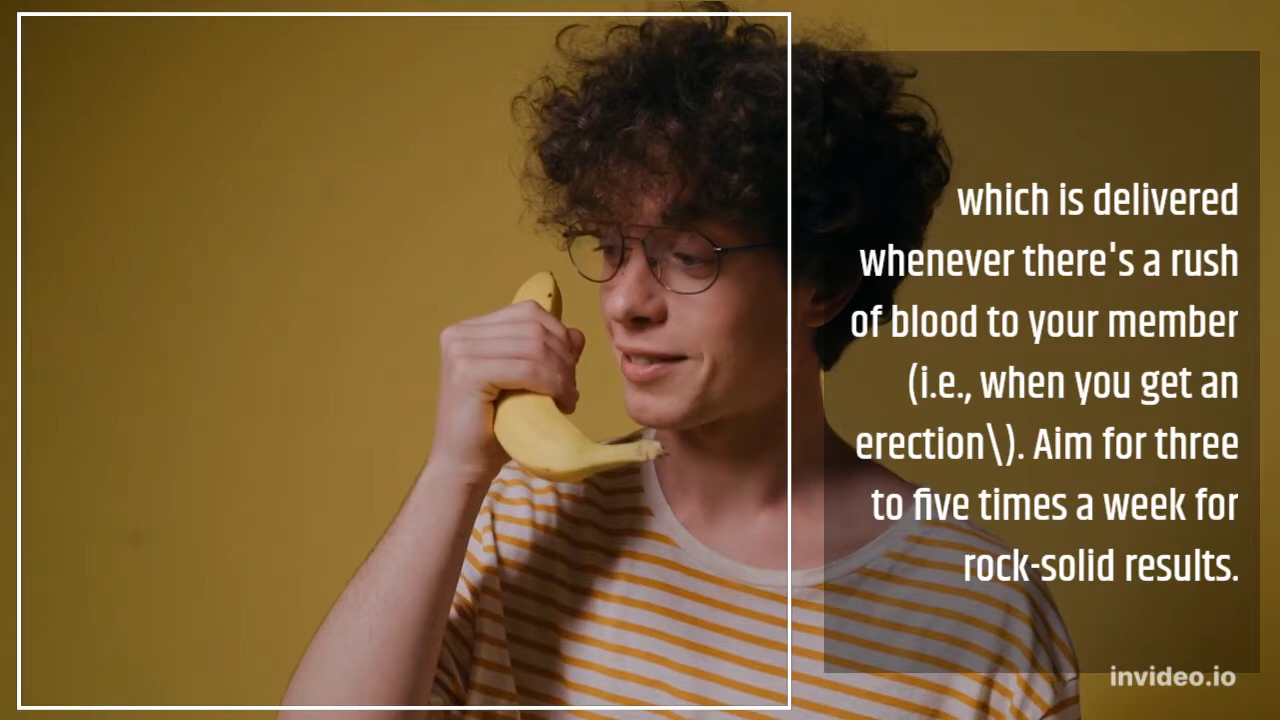 which is delivered
whenever there's a rush
of blood to your member
(i.e., when you get an
erection\). Aim for three
to five times a week for
rock-solid results.
invideo.io